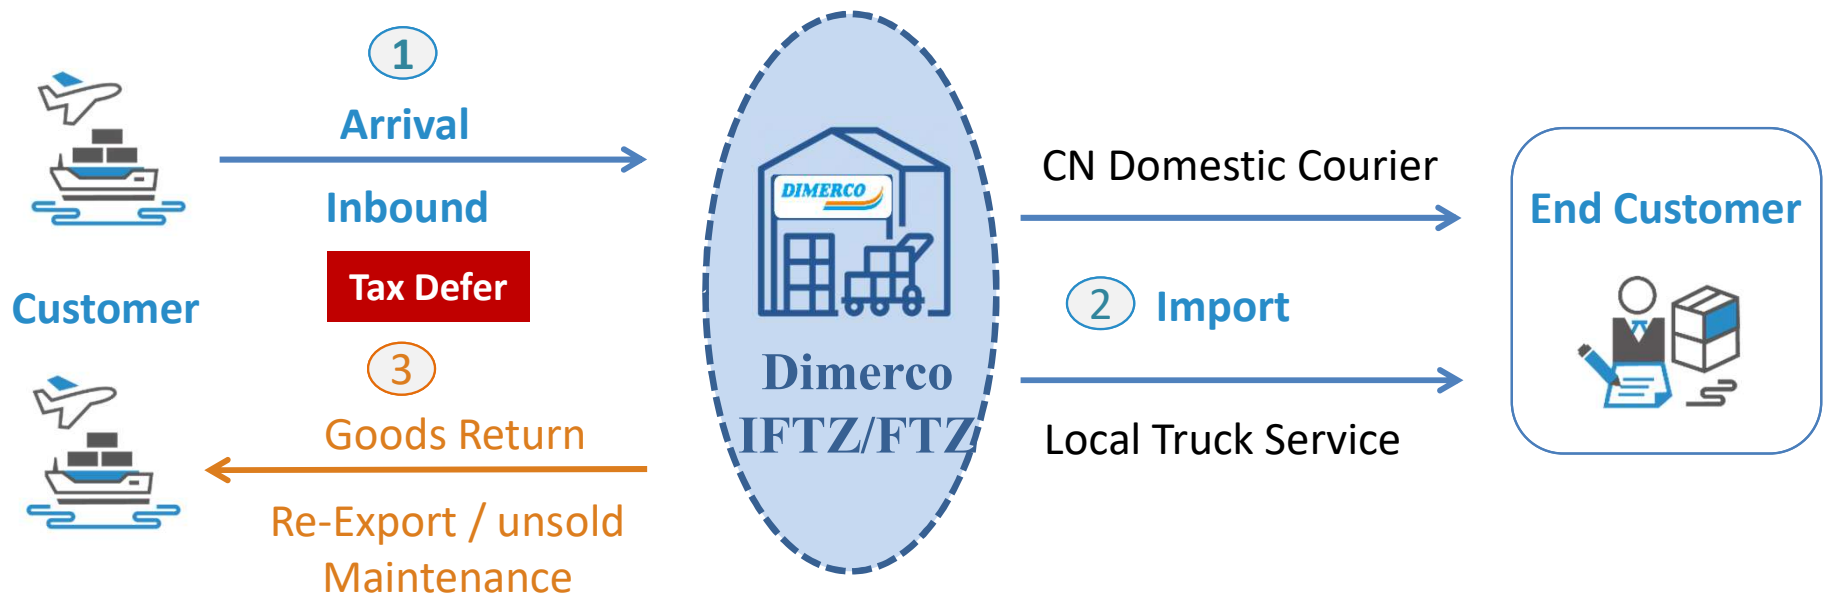 1
Arrival
Inbound
Tax Defer
Customer
3
Goods Return
Re-Export / unsold
Maintenance
DIMERCO
Dimerco
IFTZ/FTZ
CN Domestic Courier
2 Import
Local Truck Service
End Customer